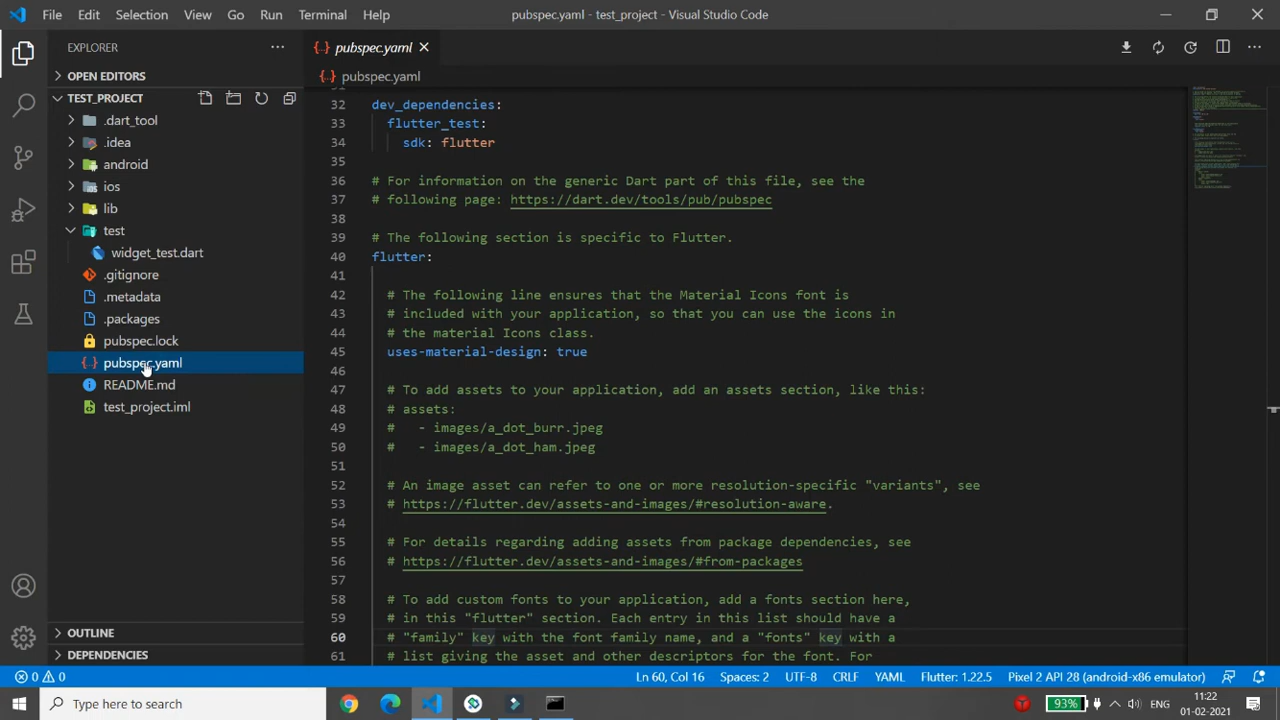 File Edit Selection View Go Run Terminal Help pubspec.yaml - test_project - Visual Studio Code
EXPLORER
pubspec.yaml
OPEN EDITORS
pubspec.yaml
TEST_PROJECT
.dart_tool
.idea
android
ios
lib
test
widget_test.dart
.gitignore
.metadata
.packages
pubspec.lock
pubspec.yaml
README.md
test_project.iml
OUTLINE
DEPENDENCIES
32 dev_dependencies:
33 flutter_test:
34 sdk: flutter
35
36 # For information on the generic Dart part of this file, see the
37 # following page: https://dart.dev/tools/pub/pubspec
38
39 # The following section is specific to Flutter.
40 flutter:
41
42 # The following line ensures that the Material Icons font is
43 # included with your application, so that you can use the icons in
44 # the material Icons class.
45 uses-material-design: true
46
47 # To add assets to your application, add an assets section, like this:
48 # assets:
49 #   - images/a_dot_burr.jpeg
50 #   - images/a_dot_ham.jpeg
51
52 # An image asset can refer to one or more resolution-specific "variants", see
53 # https://flutter.dev/assets-and-images/#resolution-aware.
54
55 # For details regarding adding assets from package dependencies, see
56 # https://flutter.dev/assets-and-images/#from-packages
57
58 # To add custom fonts to your application, add a fonts section here,
59 # in this "flutter" section. Each entry in this list should have a
60 # "family" key with the font family name, and a "fonts" key with a
61 # list giving the asset and other descriptors for the font. For
0 0 Ln 60, Col 16 Spaces: 2 UTF-8 CRLF YAML Flutter: 1.22.5 Pixel 2 API 28 (android-x86 emulator)
Type here to search 93% ENG 11:22
01-02-2021